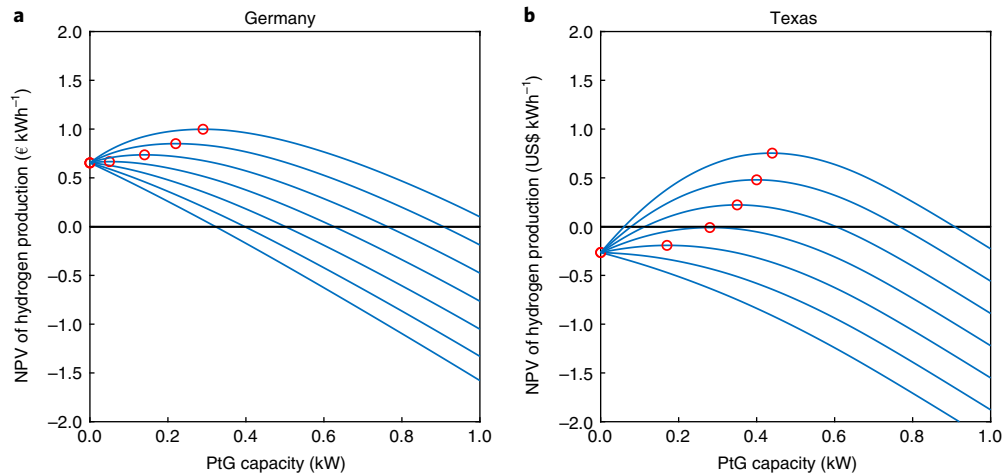 a
Germany
2.0
1.5
1.0
0.5
0.0
−0.5
−1.0
−1.5
−2.0
NPV of hydrogen production (€ kWh−1)
0.0 0.2 0.4 0.6 0.8 1.0
PtG capacity (kW)
b
Texas
2.0
1.5
1.0
0.5
0.0
−0.5
−1.0
−1.5
−2.0
NPV of hydrogen production (US$ kWh−1)
0.0 0.2 0.4 0.6 0.8 1.0
PtG capacity (kW)